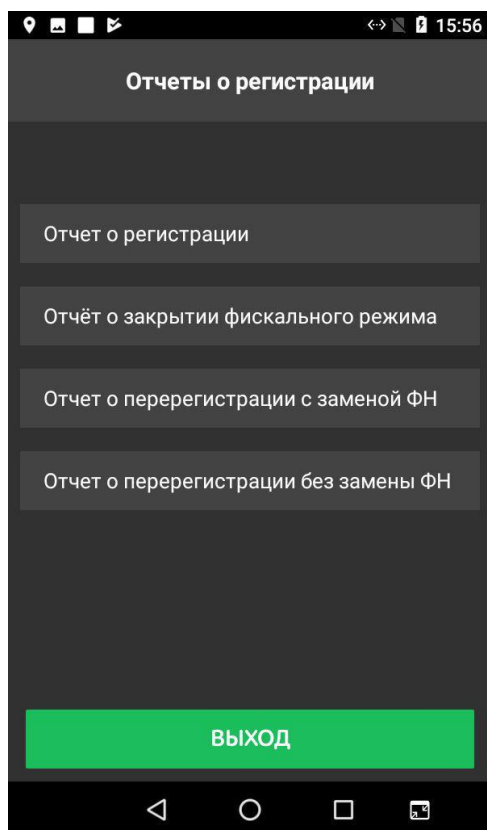 15:56
Отчеты о регистрации
Отчет о регистрации
Отчёт о закрытии фискального режима
Отчет о перерегистрации с заменой ФН
Отчет о перерегистрации без замены ФН
ВЫХОД